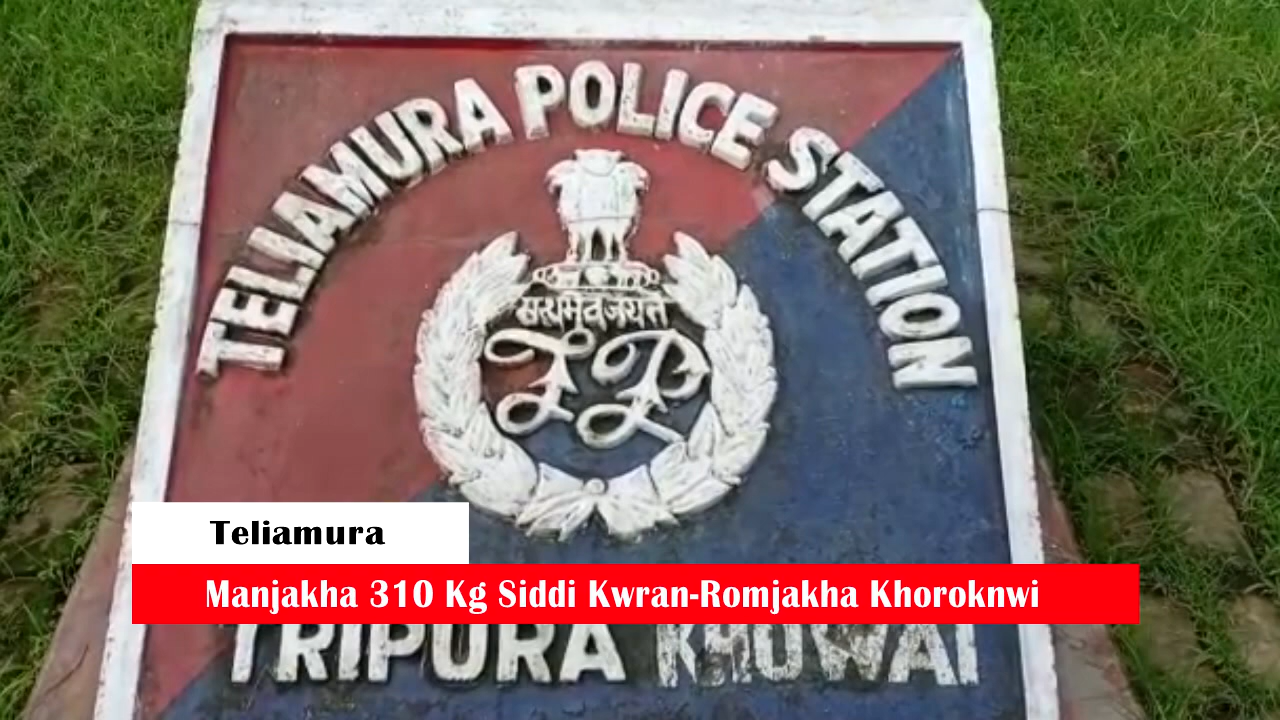 TELIAMURA POLICE STATION
सत्यमेव जयते
TP
Teliamura
Manjakha 310 Kg Siddi Kwran-Romjakha Khoroknwi
TRIPURA KHOWAI